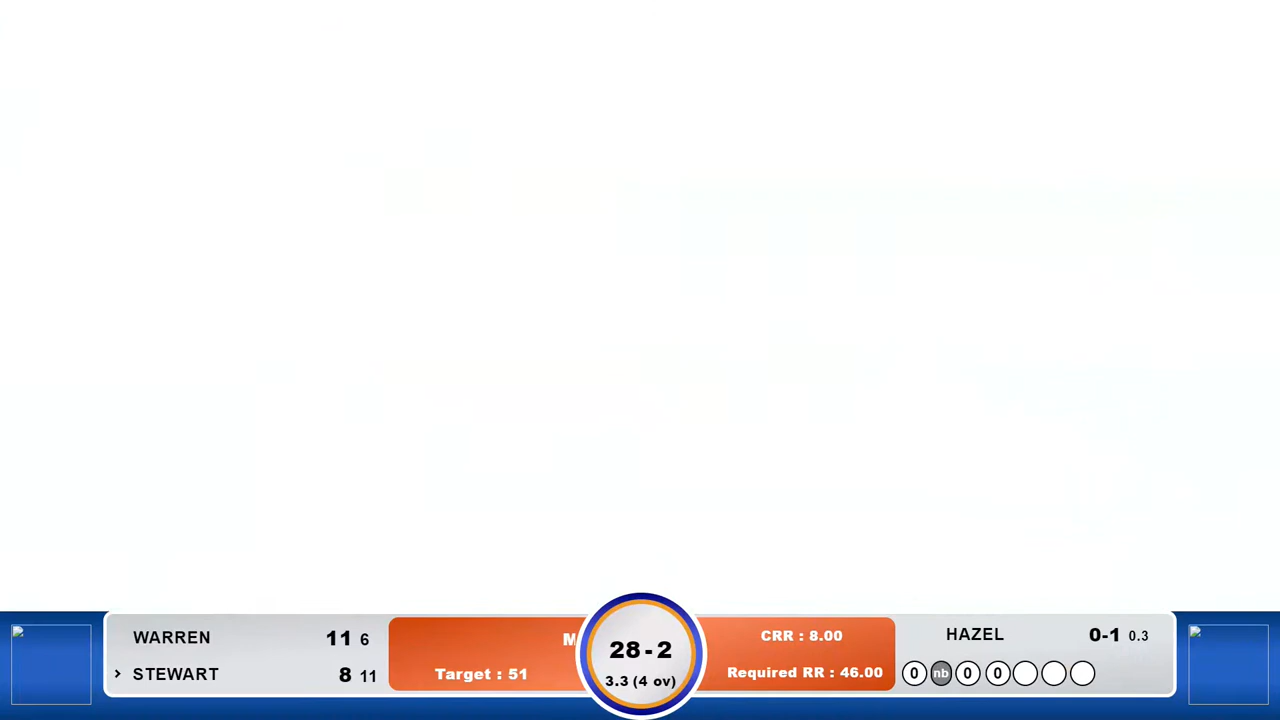 WARREN 11 6
› STEWART 8 11
Target : 51
28 - 2
3.3 (4 ov)
CRR : 8.00
Required RR : 46.00
HAZEL 0-1 0.3
0 nb 0 0